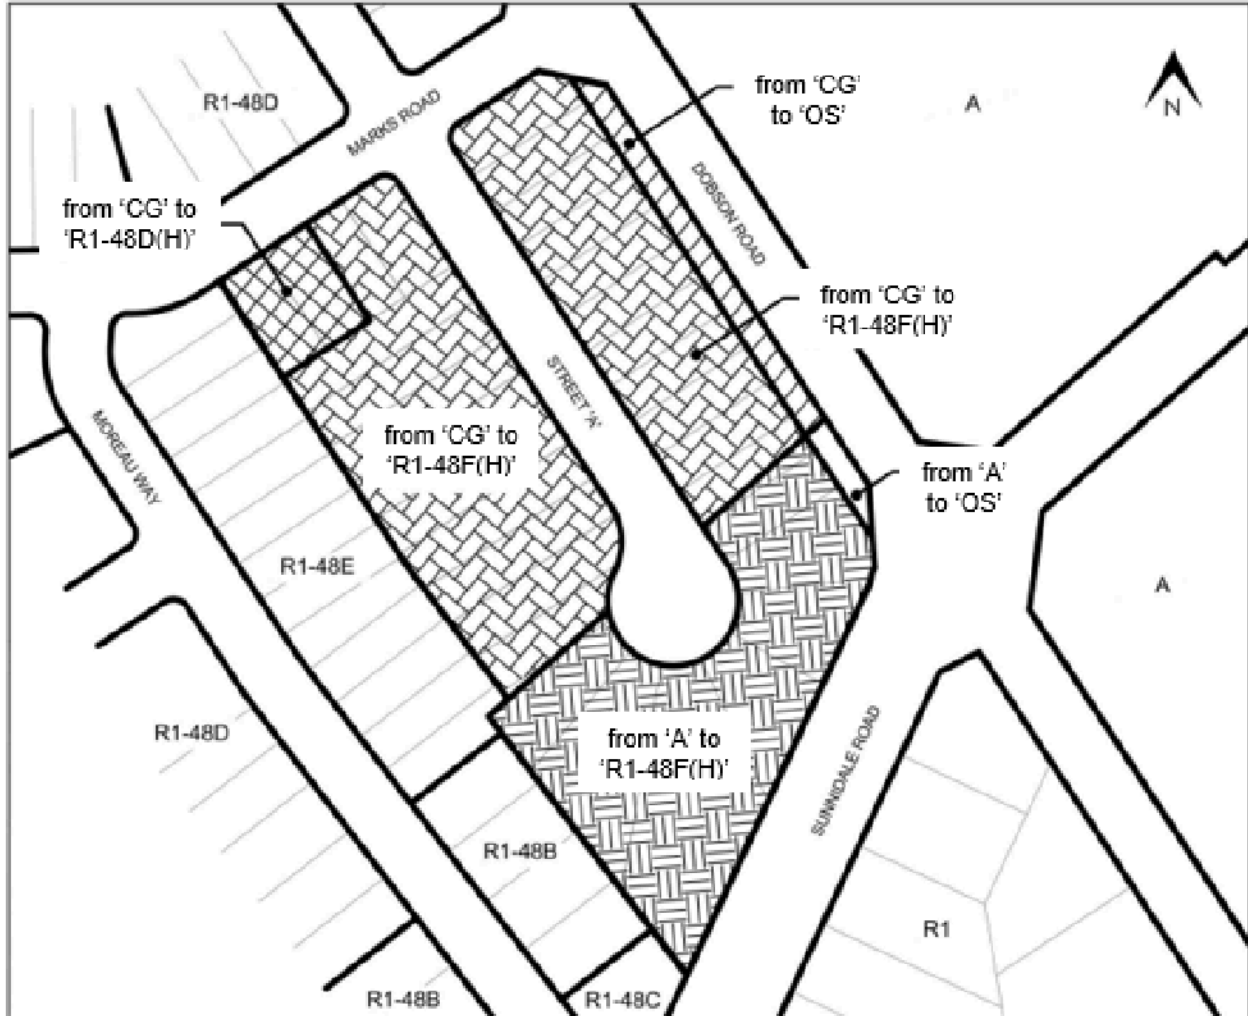 from ‘CG’
to ‘OS’
A
N
R1-48D
MARKS ROAD
DOBSON ROAD
from ‘CG’ to
‘R1-48D(H)’
from ‘CG’ to
‘R1-48F(H)’
STREET ‘A’
from ‘CG’ to
‘R1-48F(H)’
MOREAU WAY
from ‘A’
to ‘OS’
R1-48E
A
R1-48D
from ‘A’ to
‘R1-48F(H)’
SUNNIDALE ROAD
R1-48B
R1
R1-48B
R1-48C